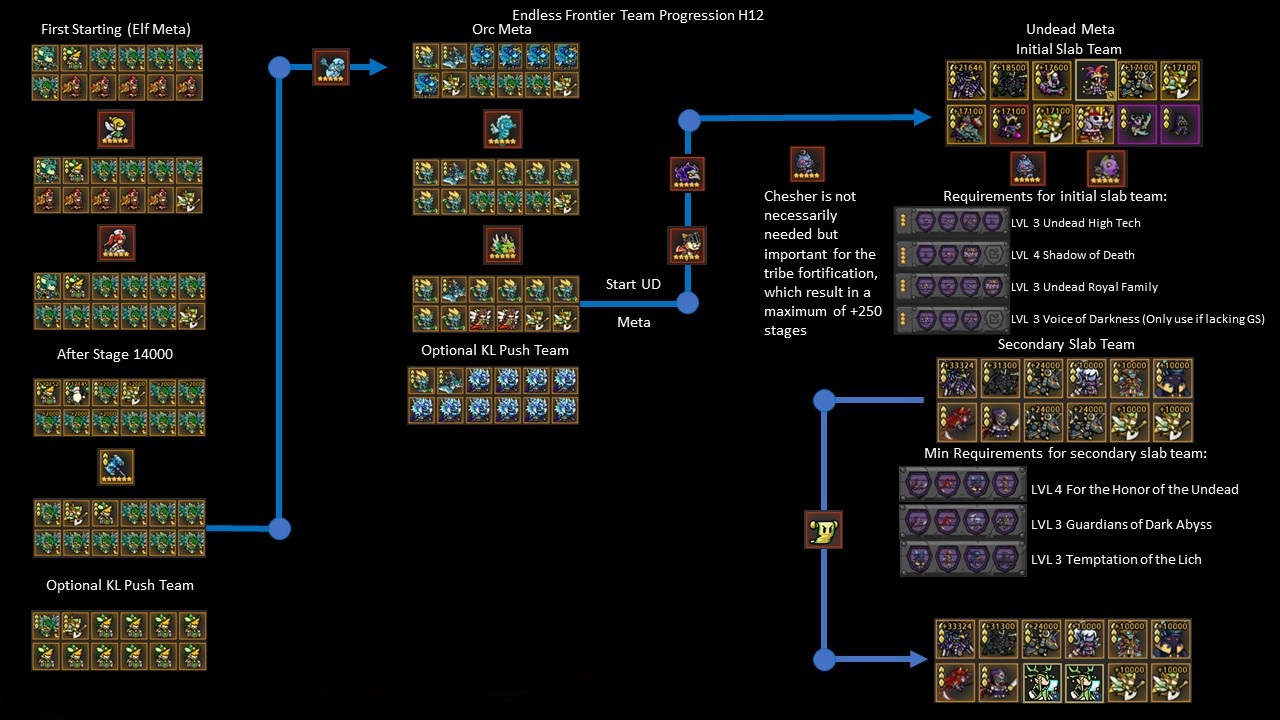 Endless Frontier Team Progression H12
First Starting (Elf Meta)
After Stage 14000
Optional KL Push Team
Orc Meta
Start UD
Meta
Optional KL Push Team
Chesher is not
necessarily
needed but
important for the
tribe fortification,
which result in a
maximum of +250
stages
Undead Meta
Initial Slab Team
+21646
+18500
+17600
+17100
+17100
+17100
+17100
+17100
Requirements for initial slab team:
LVL 3 Undead High Tech
LVL 4 Shadow of Death
LVL 3 Undead Royal Family
LVL 3 Voice of Darkness (Only use if lacking GS)
Secondary Slab Team
+33324
+31300
+24000
+10000
+10000
+10000
+24000
+24000
+10000
+10000
Min Requirements for secondary slab team:
LVL 4 For the Honor of the Undead
LVL 3 Guardians of Dark Abyss
LVL 3 Temptation of the Lich
+33324
+31300
+24000
+10000
+10000
+10000
+10000
+10000